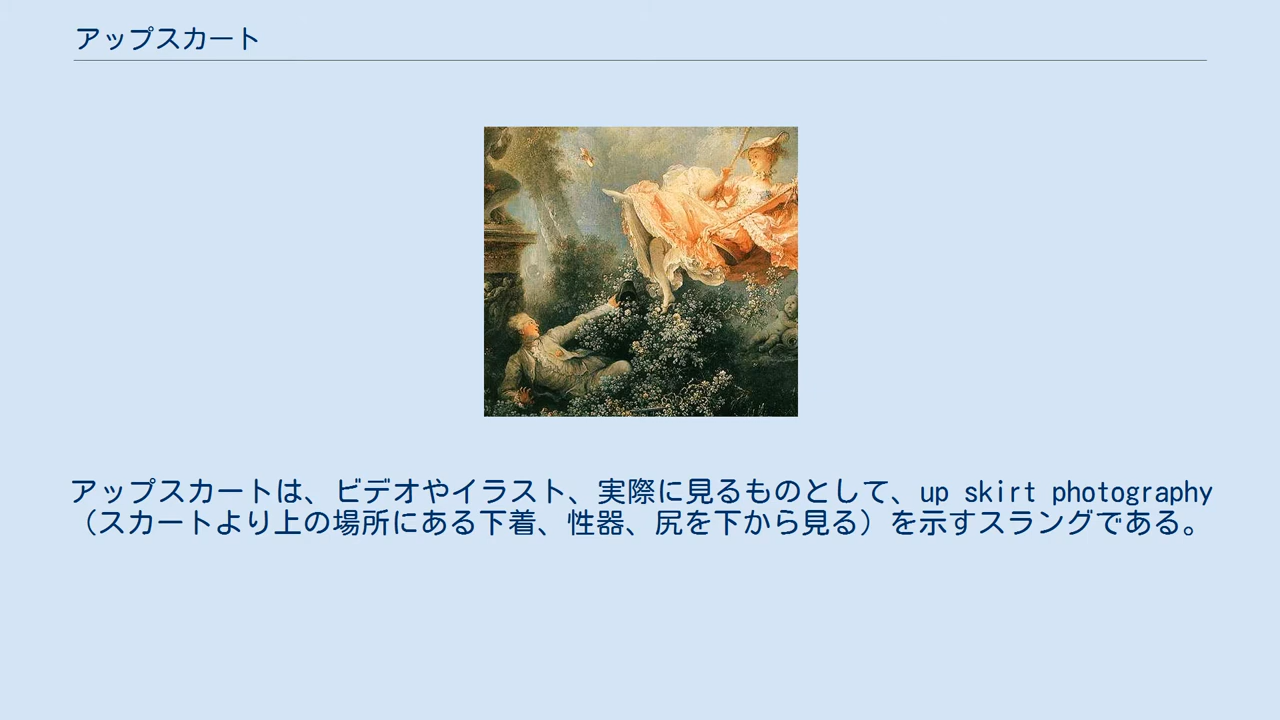 アップスカート
アップスカートは、ビデオやイラスト、実際に見るものとして、up skirt photography
（スカートより上の場所にある下着、性器、尻を下から見る）を示すスラングである。